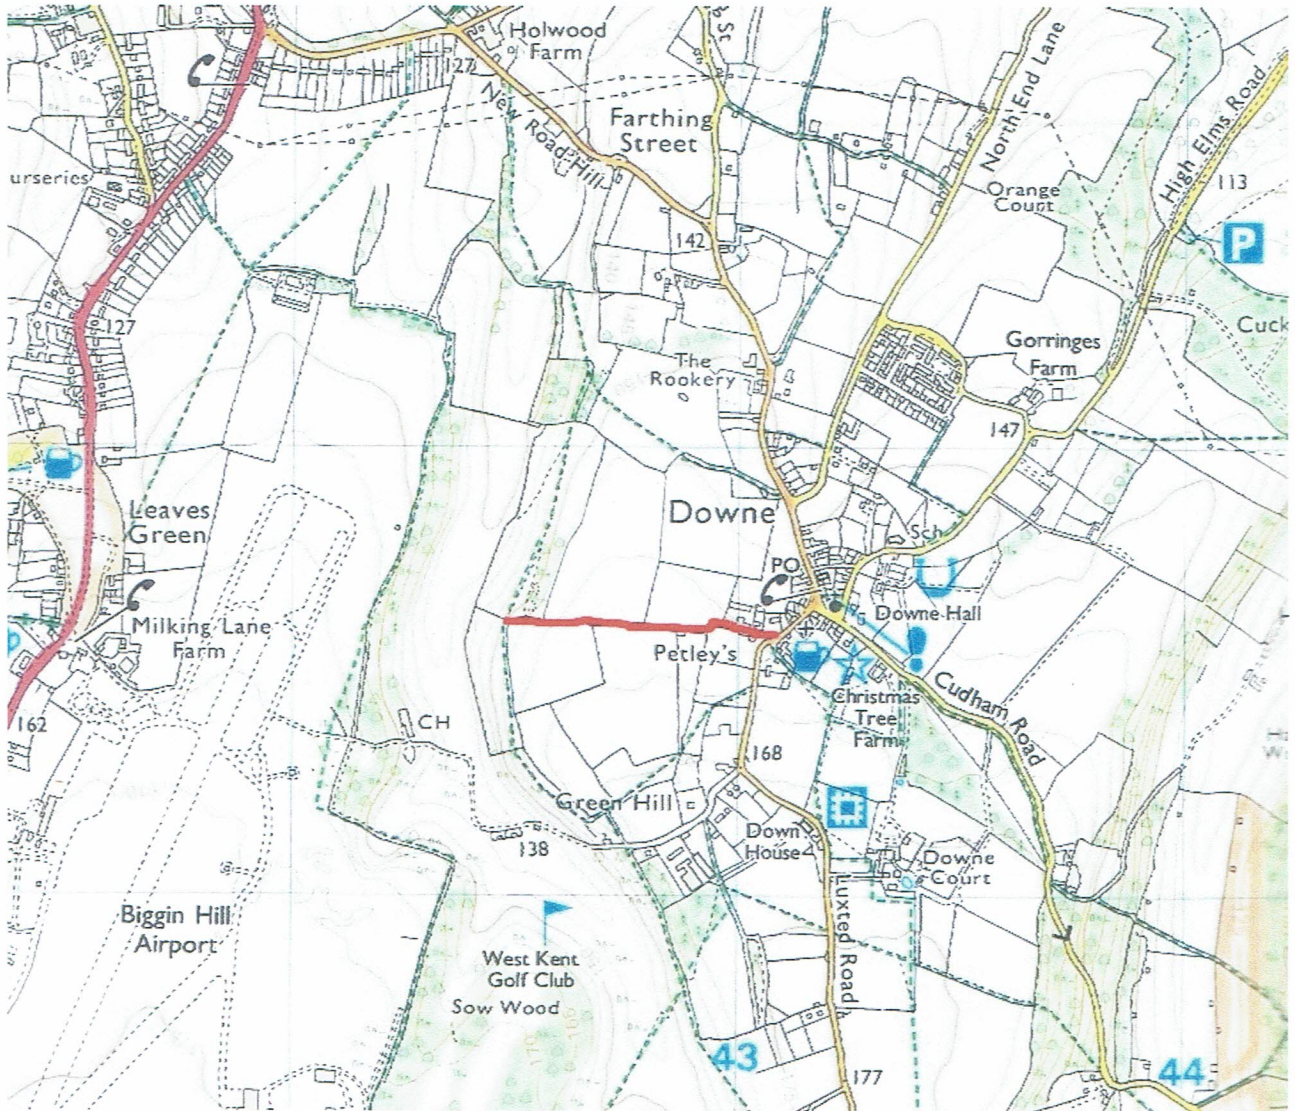 Holwood
Farm
127
New Road Hill
Farthing
Street
St
North End Lane
High Elms Road
113
P
urseries
Orange
Court
142
127
Cuck
Gorringes
Farm
The
Rookery
147
Leaves
Green
Downe
Sch
PO
Downe Hall
Milking Lane
Farm
Petley's
Christmas
Tree
Farm
Cudham Road
162
CH
168
Green Hill
138
Down
House
Downe
Court
Luxted Road
Biggin Hill
Airport
West Kent
Golf Club
Sow Wood
43
44
177